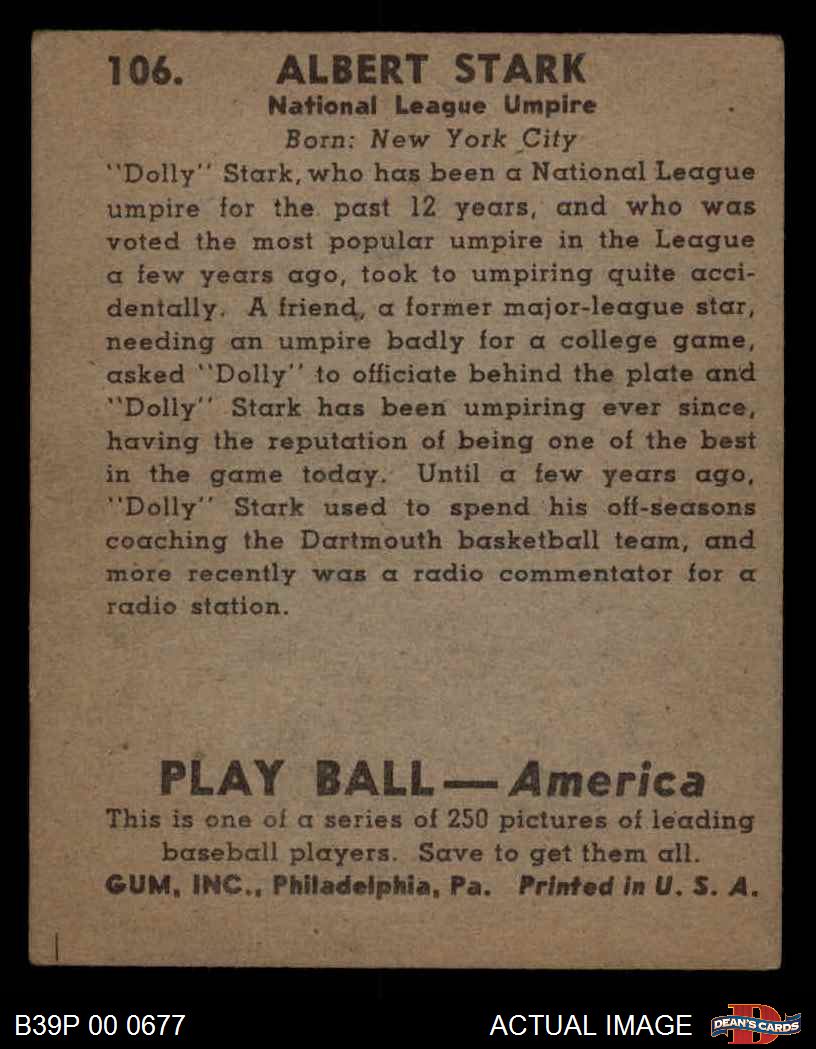 106. ALBERT STARK
National League Umpire
Born: New York City
"Dolly" Stark, who has been a National League
umpire for the past 12 years, and who was
voted the most popular umpire in the League
a few years ago, took to umpiring quite acci-
dentally. A friend, a former major-league star,
needing an umpire badly for a college game,
asked "Dolly" to officiate behind the plate and
"Dolly" Stark has been umpiring ever since,
having the reputation of being one of the best
in the game today. Until a few years ago,
"Dolly" Stark used to spend his off-seasons
coaching the Dartmouth basketball team, and
more recently was a radio commentator for a
radio station.
PLAY BALL—America
This is one of a series of 250 pictures of leading
baseball players. Save to get them all.
GUM, INC., Philadelphia, Pa. Printed in U. S. A.
B39P 00 0677 ACTUAL IMAGE DEAN'S CARDS